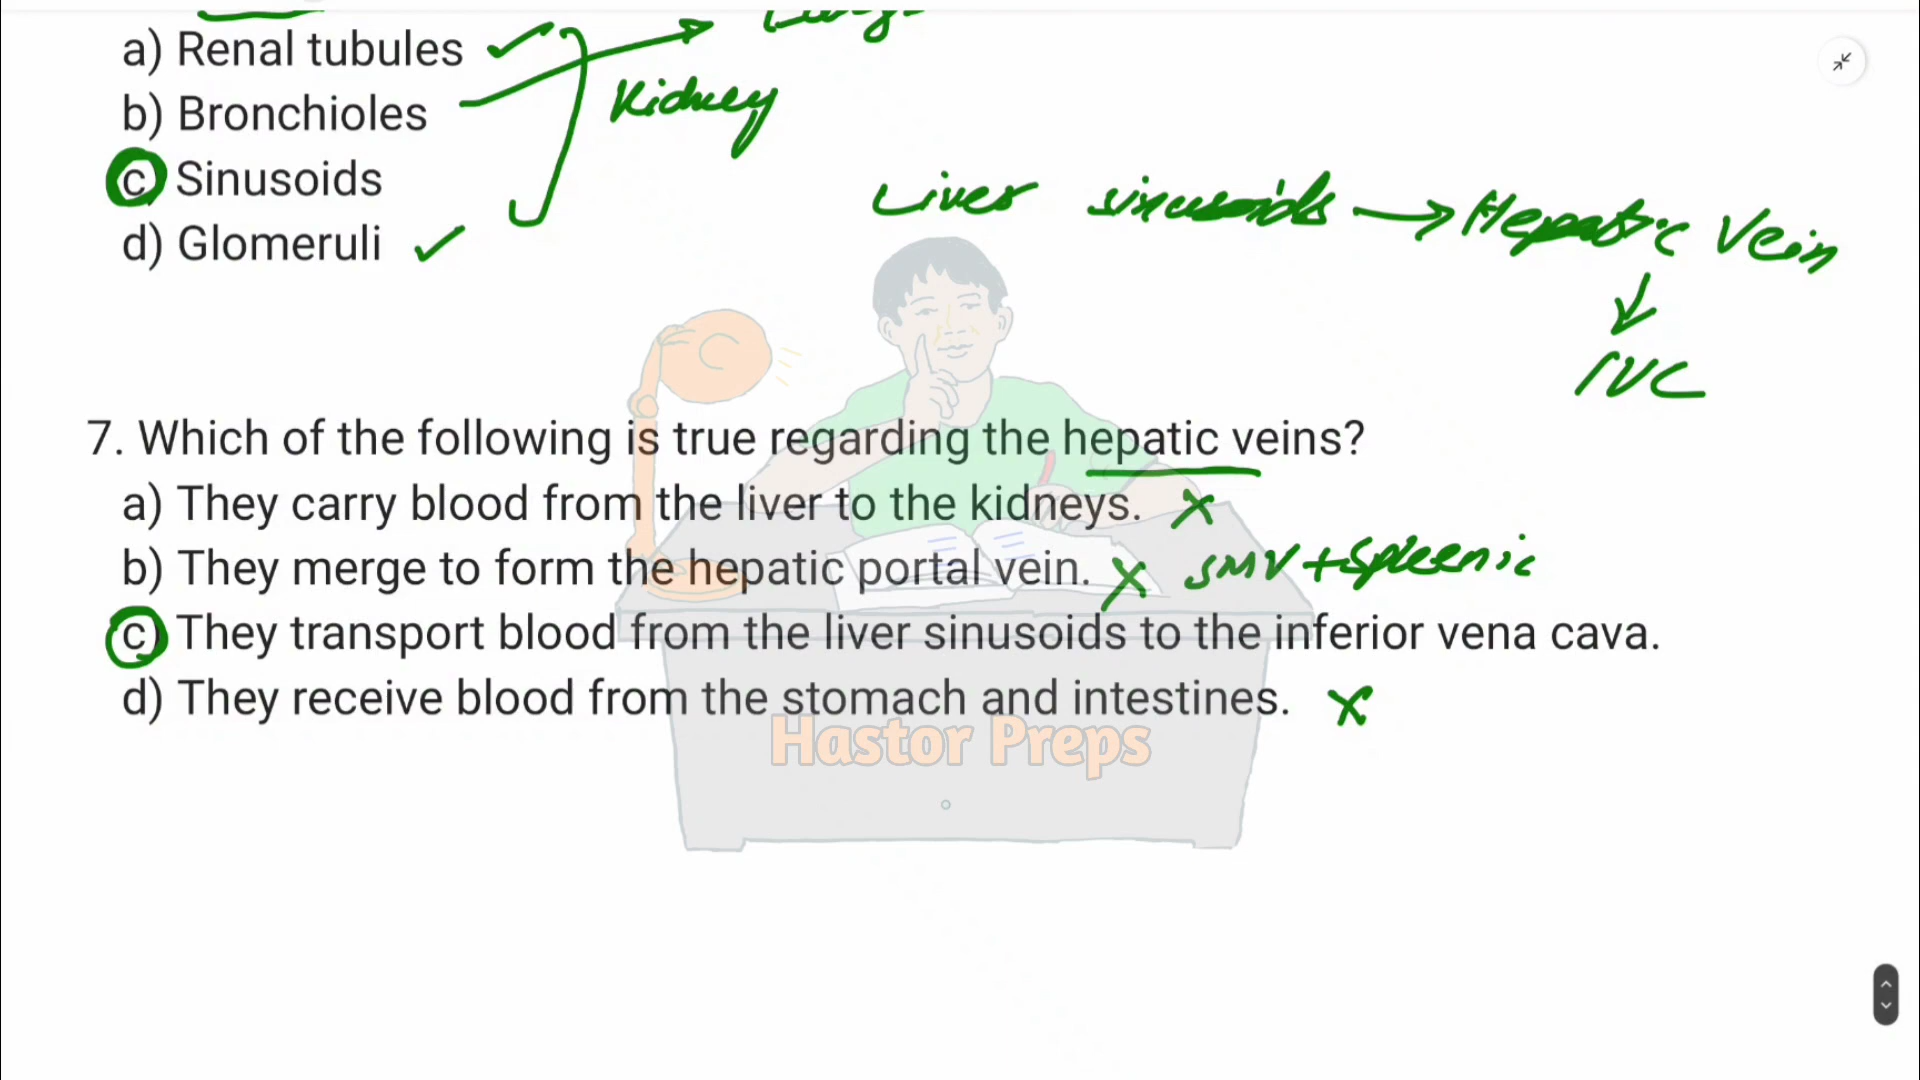 a) Renal tubules
b) Bronchioles
Kidney
c) Sinusoids
Liver sinusoids → Hepatic Vein
d) Glomeruli
↓
IVC
7. Which of the following is true regarding the hepatic veins?
a) They carry blood from the liver to the kidneys. x
b) They merge to form the hepatic portal vein. x SMV + Spleenic
c) They transport blood from the liver sinusoids to the inferior vena cava.
d) They receive blood from the stomach and intestines. x
Hastor Preps